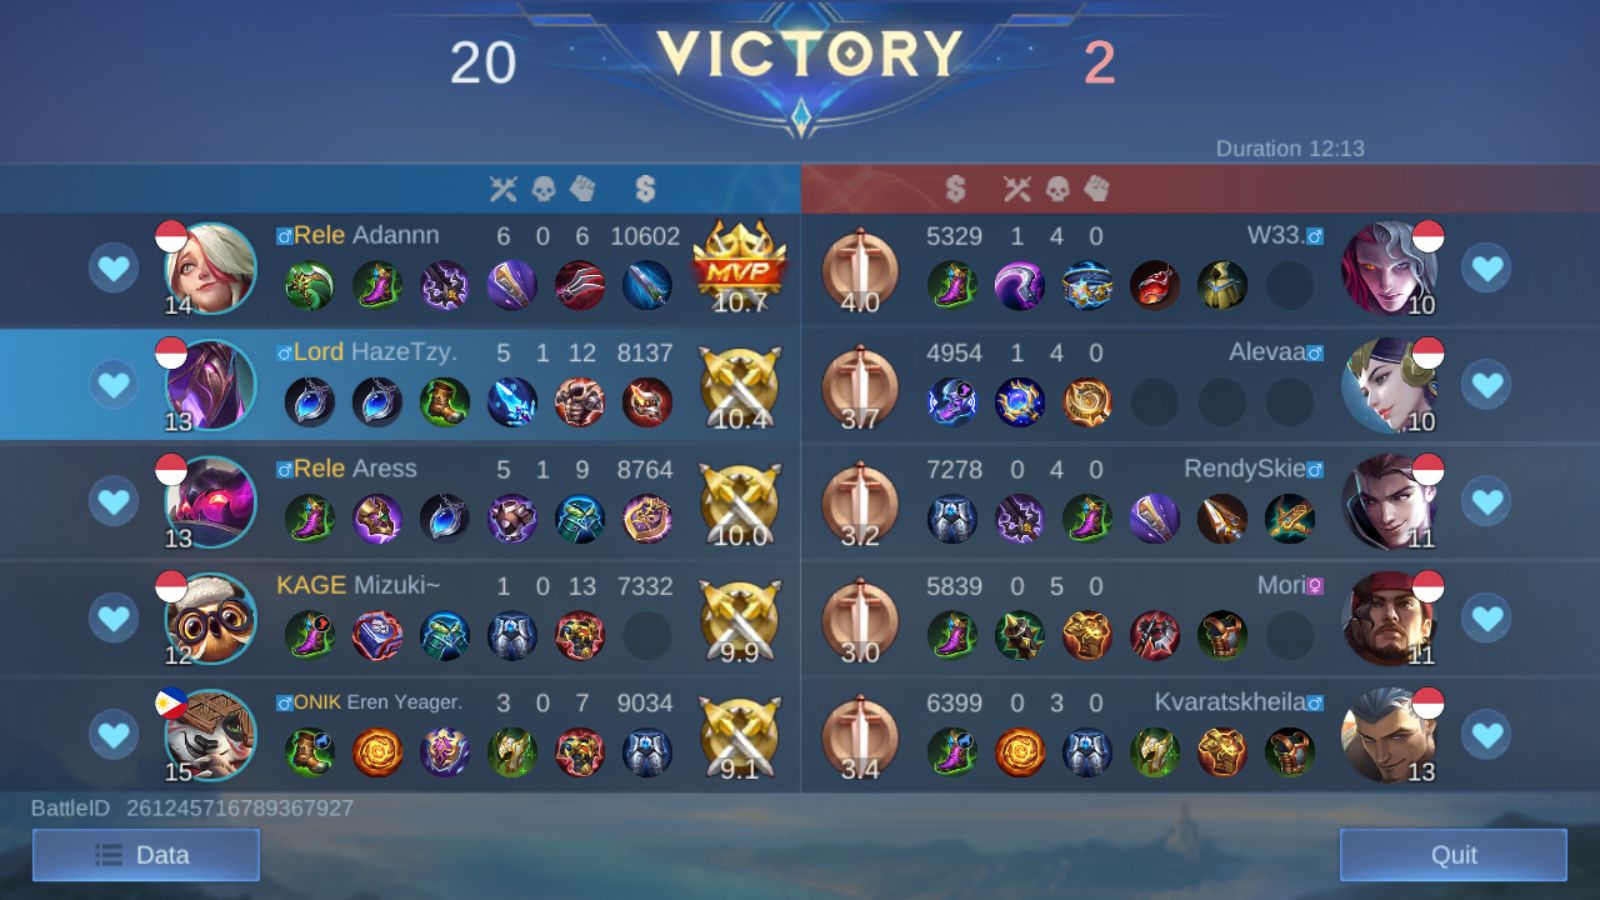 20 VICTORY 2
Duration 12:13
Rele Adannn 6 0 6 10602
14 MVP 10.7
4.0 5329 1 4 0 W33. 10
Lord HazeTzy. 5 1 12 8137
13 10.4
3.7 4954 1 4 0 Alevaa 10
Rele Aress 5 1 9 8764
13 10.0
3.2 7278 0 4 0 RendySkie 11
KAGE Mizuki~ 1 0 13 7332
12 9.9
3.0 5839 0 5 0 Mori 11
ONIK Eren Yeager. 3 0 7 9034
15 9.1
3.4 6399 0 3 0 Kvaratskheila 13
BattleID 261245716789367927
Data
Quit